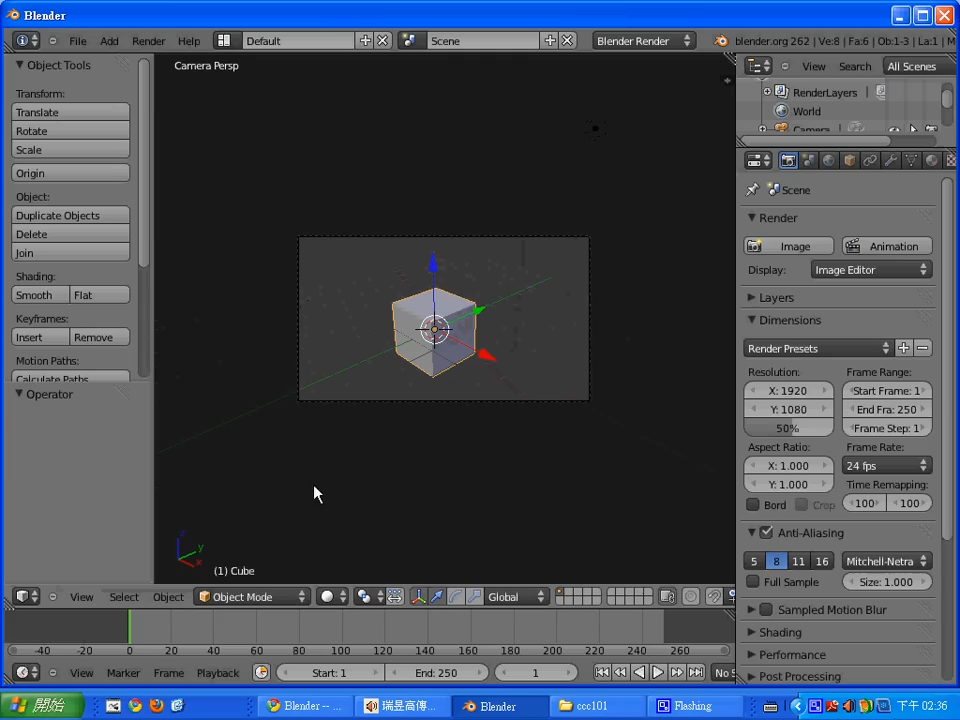 Blender
File Add Render Help Default Scene Blender Render blender.org 262 | Ve:8 | Fa:6 | Ob:1-3 | La:1 | M
Object Tools
Transform:
Translate
Rotate
Scale
Origin
Object:
Duplicate Objects
Delete
Join
Shading:
Smooth Flat
Keyframes:
Insert Remove
Motion Paths:
Calculate Paths
Operator
Camera Persp
(1) Cube
View Select Object Object Mode Global
View Search All Scenes
RenderLayers |
World
Camera
Scene
Render
Image Animation
Display: Image Editor
Layers
Dimensions
Render Presets
Resolution: Frame Range:
X: 1920 Start Frame: 1
Y: 1080 End Fra: 250
50% Frame Step: 1
Aspect Ratio: Frame Rate:
X: 1.000 24 fps
Y: 1.000 Time Remapping:
Bord Crop 100 100
Anti-Aliasing
5 8 11 16 Mitchell-Netra
Full Sample Size: 1.000
Sampled Motion Blur
Shading
Performance
Post Processing
-40 -20 0 20 40 60 80 100 120 140 160 180 200 220 240 260
View Marker Frame Playback Start: 1 End: 250 1 No S
開始 Blender -- ... 瑞昱高傳... Blender ccc101 Flashing 下午 02:36